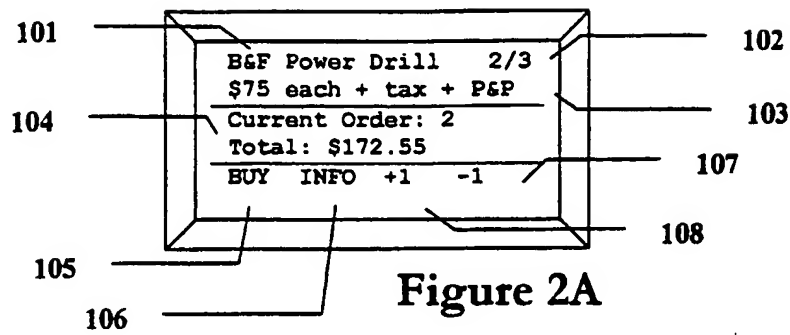 101
B&F Power Drill 2/3
102
$75 each + tax + P&P
103
104
Current Order: 2
Total: $172.55
107
BUY INFO +1 -1
108
105
106
Figure 2A